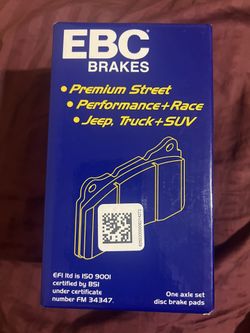 EBC
BRAKES
• Premium Street
• Performance+Race
• Jeep, Truck+SUV
EFI ltd is ISO 9001
certified by BSI
under certificate
number FM 34347.
One axle set
disc brake pads